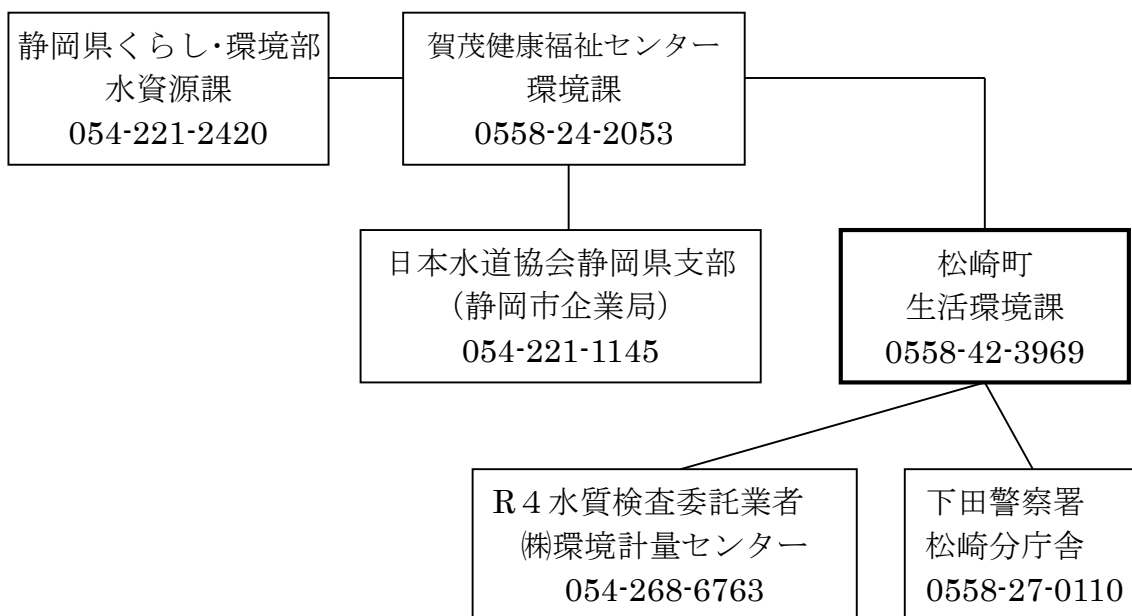 静岡県くらし･環境部
水資源課
054-221-2420
賀茂健康福祉センター
環境課
0558-24-2053
日本水道協会静岡県支部
(静岡市企業局)
054-221-1145
松崎町
生活環境課
0558-42-3969
R４水質検査委託業者
㈱環境計量センター
054-268-6763
下田警察署
松崎分庁舎
0558-27-0110